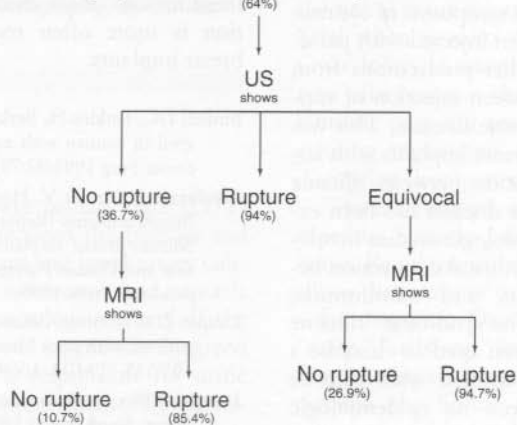 (64%)
US
shows
No rupture Rupture Equivocal
(36.7%) (94%)
MRI
shows
MRI
shows
No rupture Rupture
(26.9%) (94.7%)
No rupture Rupture
(10.7%) (85.4%)